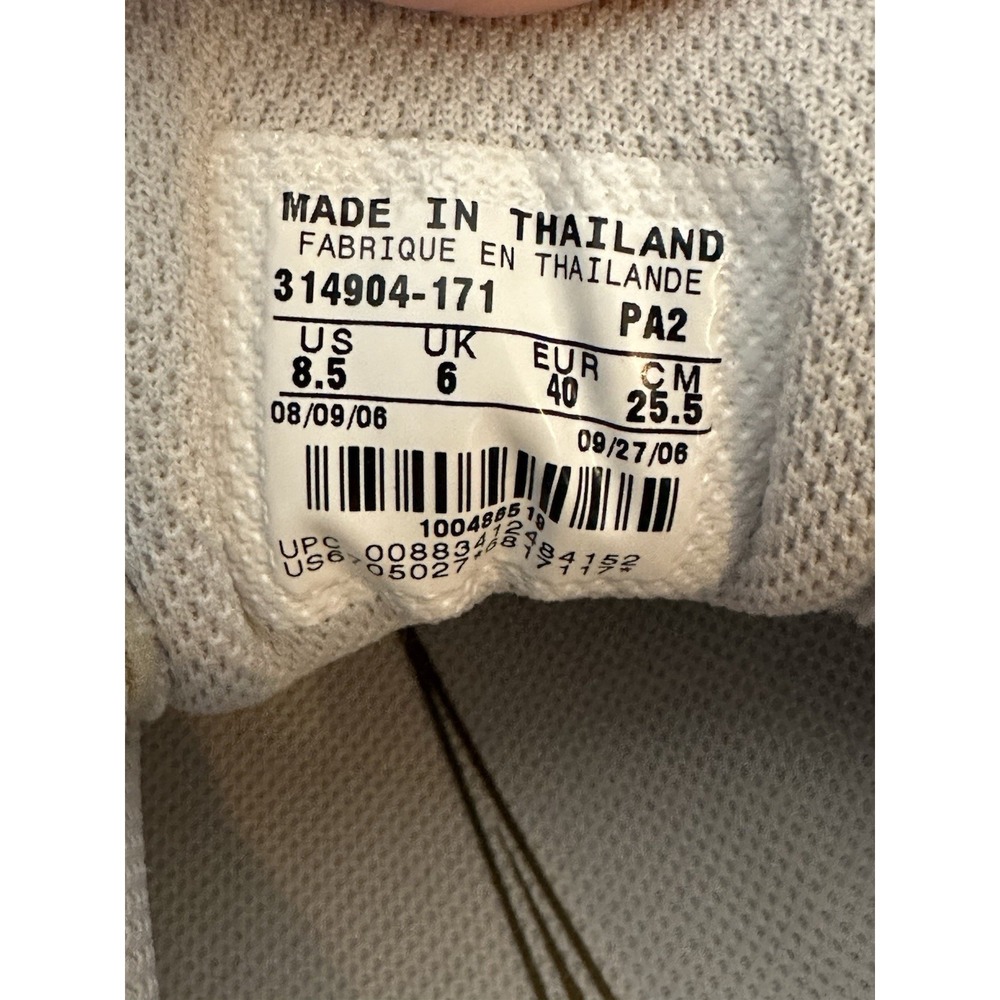 MADE IN THAILAND
FABRIQUE EN THAILANDE
314904-171 PA2
US UK EUR CM
8.5 6 40 25.5
08/09/06 09/27/06
UPC